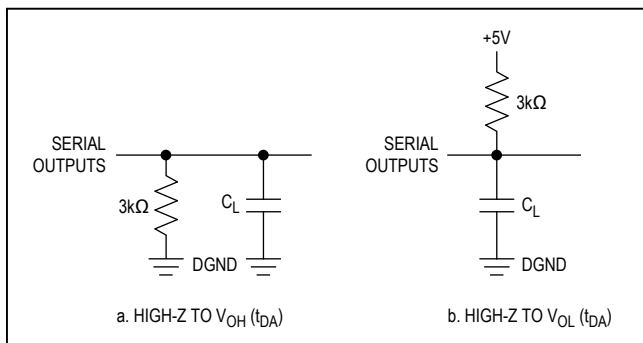 SERIAL
OUTPUTS
3kΩ
C_L
DGND
a. HIGH-Z TO V_OH (t_DA)
+5V
3kΩ
SERIAL
OUTPUTS
C_L
DGND
b. HIGH-Z TO V_OL (t_DA)